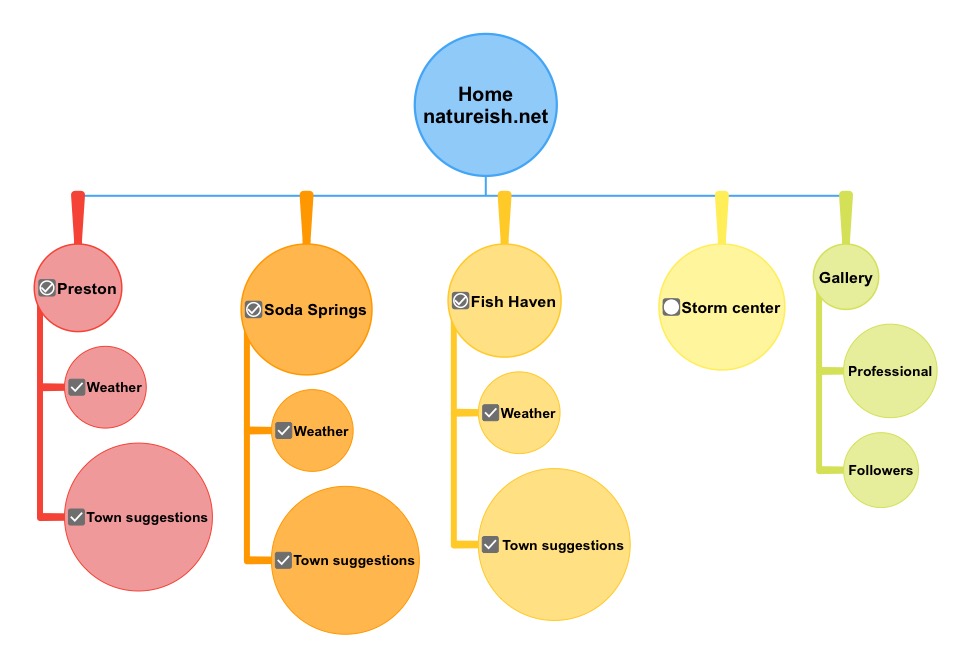 Home
natureish.net
Preston
Weather
Town suggestions
Soda Springs
Weather
Town suggestions
Fish Haven
Weather
Town suggestions
Storm center
Gallery
Professional
Followers